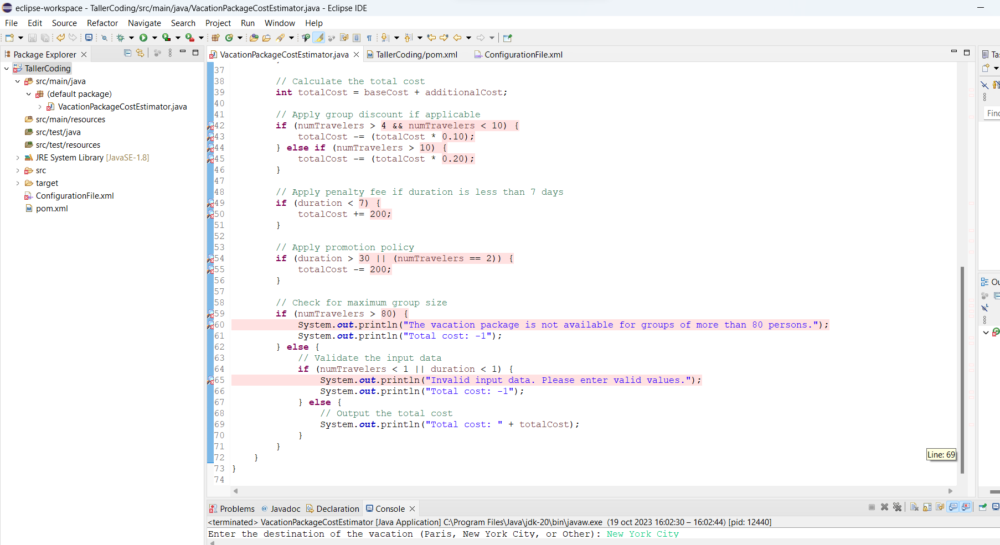 eclipse-workspace - TallerCoding/src/main/java/VacationPackageCostEstimator.java - Eclipse IDE
File Edit Source Refactor Navigate Search Project Run Window Help
Package Explorer
VacationPackageCostEstimator.java
TallerCoding/pom.xml
ConfigurationFile.xml
TallerCoding
src/main/java
(default package)
VacationPackageCostEstimator.java
src/main/resources
src/test/java
src/test/resources
JRE System Library [JavaSE-1.8]
src
target
ConfigurationFile.xml
pom.xml
37
38 // Calculate the total cost
39 int totalCost = baseCost + additionalCost;
40
41 // Apply group discount if applicable
42 if (numTravelers > 4 && numTravelers < 10) {
43 totalCost -= (totalCost * 0.10);
44 } else if (numTravelers > 10) {
45 totalCost -= (totalCost * 0.20);
46 }
47
48 // Apply penalty fee if duration is less than 7 days
49 if (duration < 7) {
50 totalCost += 200;
51 }
52
53 // Apply promotion policy
54 if (duration > 30 || (numTravelers == 2)) {
55 totalCost -= 200;
56 }
57
58 // Check for maximum group size
59 if (numTravelers > 80) {
60 System.out.println("The vacation package is not available for groups of more than 80 persons.");
61 System.out.println("Total cost: -1");
62 } else {
63 // Validate the input data
64 if (numTravelers < 1 || duration < 1) {
65 System.out.println("Invalid input data. Please enter valid values.");
66 System.out.println("Total cost: -1");
67 } else {
68 // Output the total cost
69 System.out.println("Total cost: " + totalCost);
70 }
71 }
72 }
73 }
74
Line: 69
Ta
Find
Ou
Problems @ Javadoc Declaration Console
<terminated> VacationPackageCostEstimator [Java Application] C:\Program Files\Java\jdk-20\bin\javaw.exe (19 oct 2023 16:02:30 – 16:02:44) [pid: 12440]
Enter the destination of the vacation (Paris, New York City, or Other): New York City